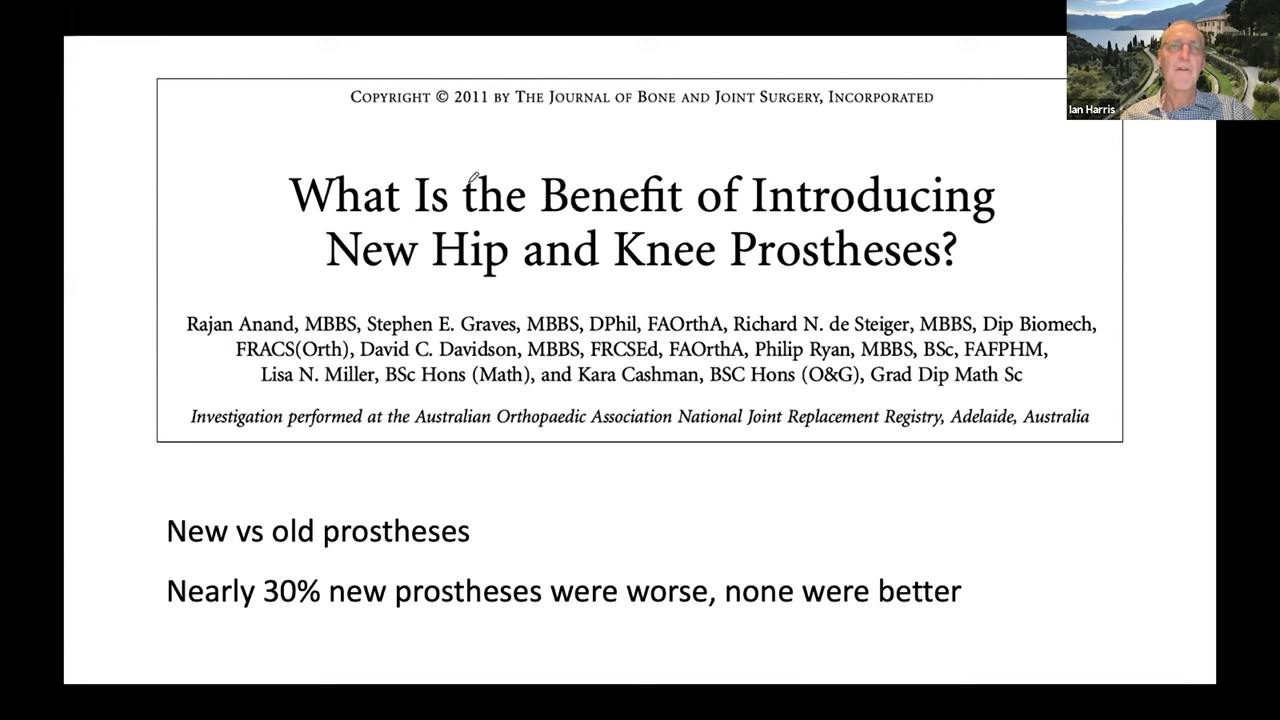 COPYRIGHT © 2011 BY THE JOURNAL OF BONE AND JOINT SURGERY, INCORPORATED
Ian Harris
What Is the Benefit of Introducing
New Hip and Knee Prostheses?
Rajan Anand, MBBS, Stephen E. Graves, MBBS, DPhil, FAOrthA, Richard N. de Steiger, MBBS, Dip Biomech,
FRACS(Orth), David C. Davidson, MBBS, FRCSEd, FAOrthA, Philip Ryan, MBBS, BSc, FAFPHM,
Lisa N. Miller, BSc Hons (Math), and Kara Cashman, BSC Hons (O&G), Grad Dip Math Sc
Investigation performed at the Australian Orthopaedic Association National Joint Replacement Registry, Adelaide, Australia
New vs old prostheses
Nearly 30% new prostheses were worse, none were better